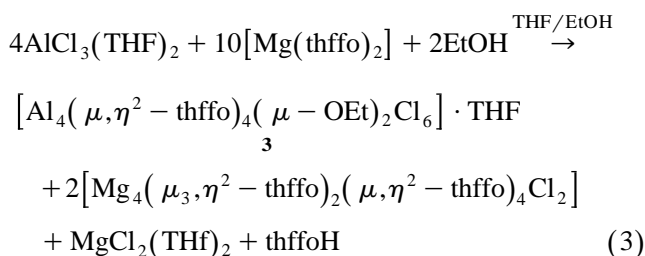 4AlCl₃(THF)₂ + 10[Mg(thffo)₂] + 2EtOH THF/EtOH →
[Al₄( μ,η² − thffo)₄( μ − OEt)₂Cl₆] · THF
3
+ 2[Mg₄( μ₃,η² − thffo)₂( μ,η² − thffo)₄Cl₂]
+ MgCl₂(THf)₂ + thffoH (3)